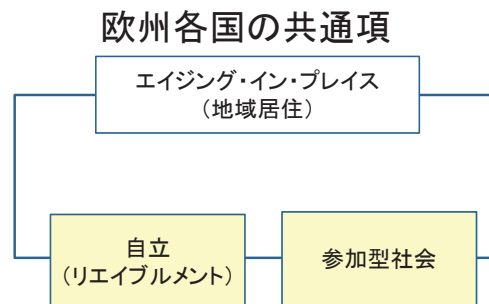 欧州各国の共通項
エイジング・イン・プレイス
（地域居住）
自立
（リエイブルメント）
参加型社会